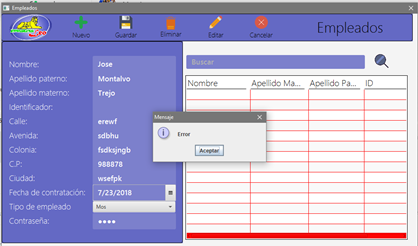 Empleados
Nuevo
Guardar
Eliminar
Editar
Cancelar
Empleados
Nombre: Jose
Apellido paterno: Montalvo
Apellido materno: Trejo
Identificador:
Calle: erewf
Avenida: sdbhu
Colonia: fsdksjngb
C.P: 988878
Ciudad: wsefpk
Fecha de contratación: 7/23/2018
Tipo de empleado Mos
Contraseña: ●●●●
Buscar
Nombre Apellido Ma... Apellido Pa... ID
Mensaje
Error
Aceptar